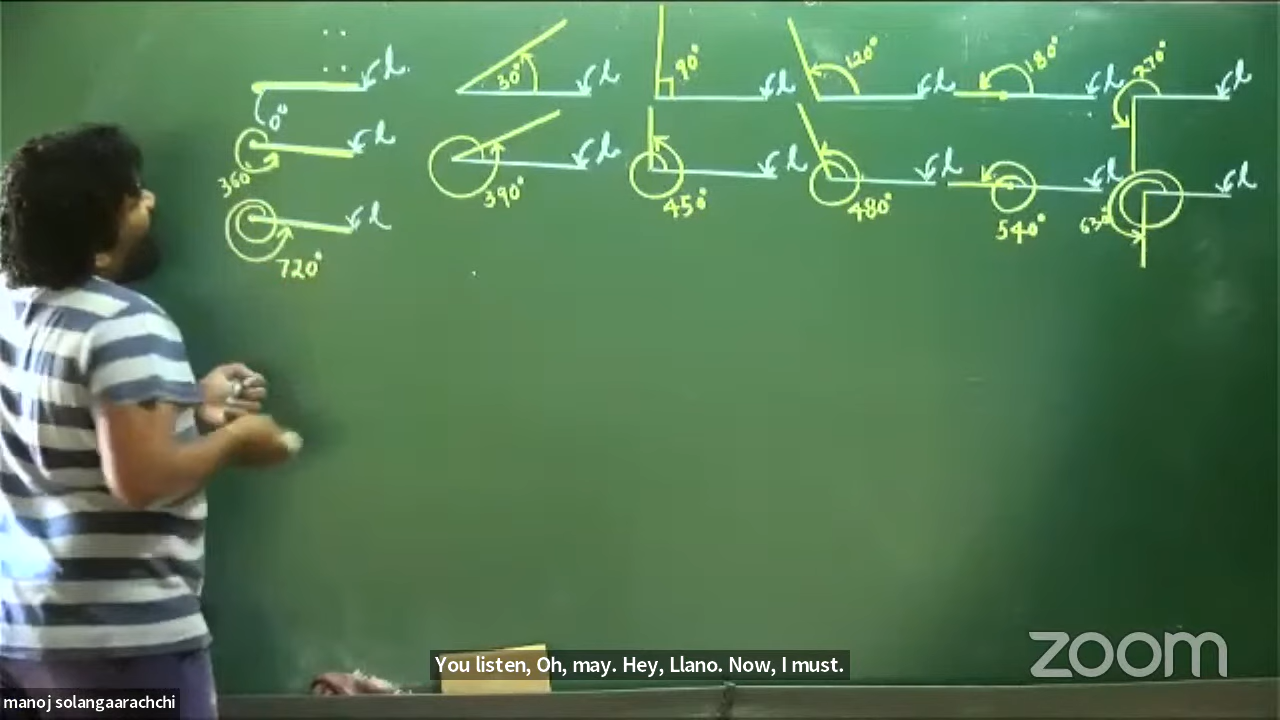 l 30° l 90° l 120° l 180° l 270° l
0°
l l l l l l
360° 390° 450° 480° 540° 630°
l
720°
zoom
You listen, Oh, may. Hey, Llano. Now, I must.
manoj solangaarachchi